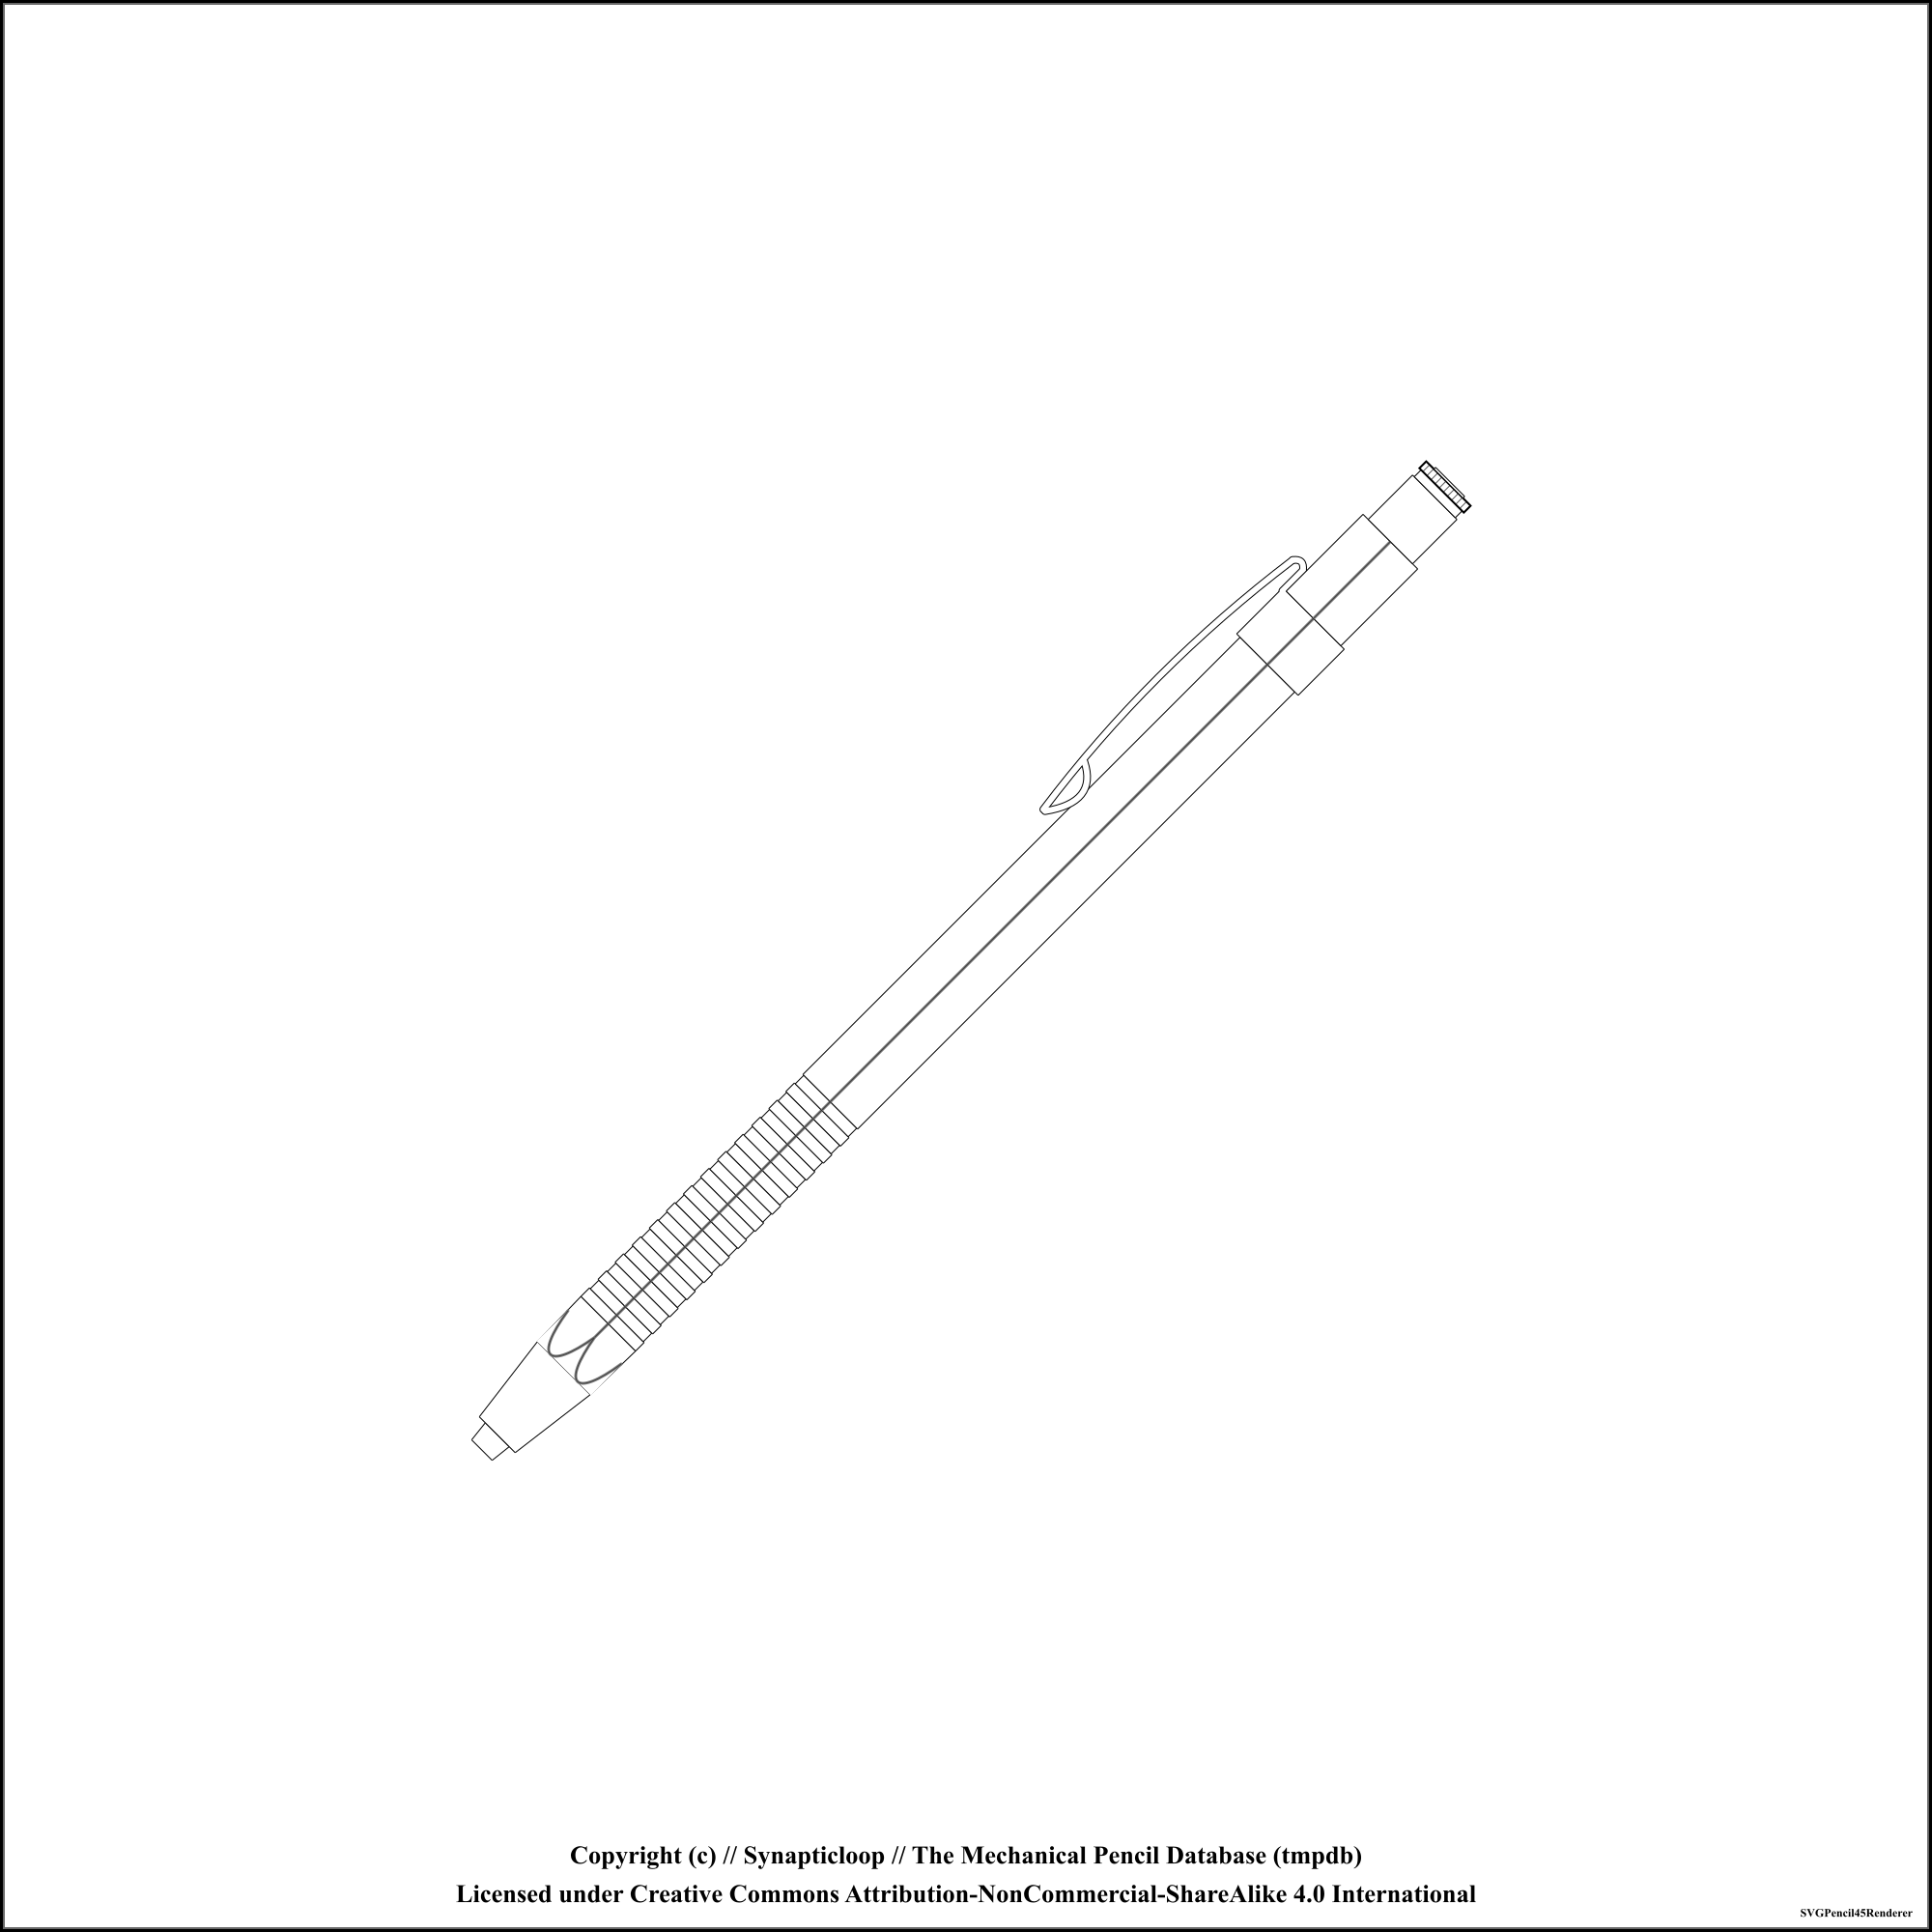 Copyright (c) // Synapticloop // The Mechanical Pencil Database (tmpdb)
Licensed under Creative Commons Attribution-NonCommercial-ShareAlike 4.0 International
SVGPencil45Renderer